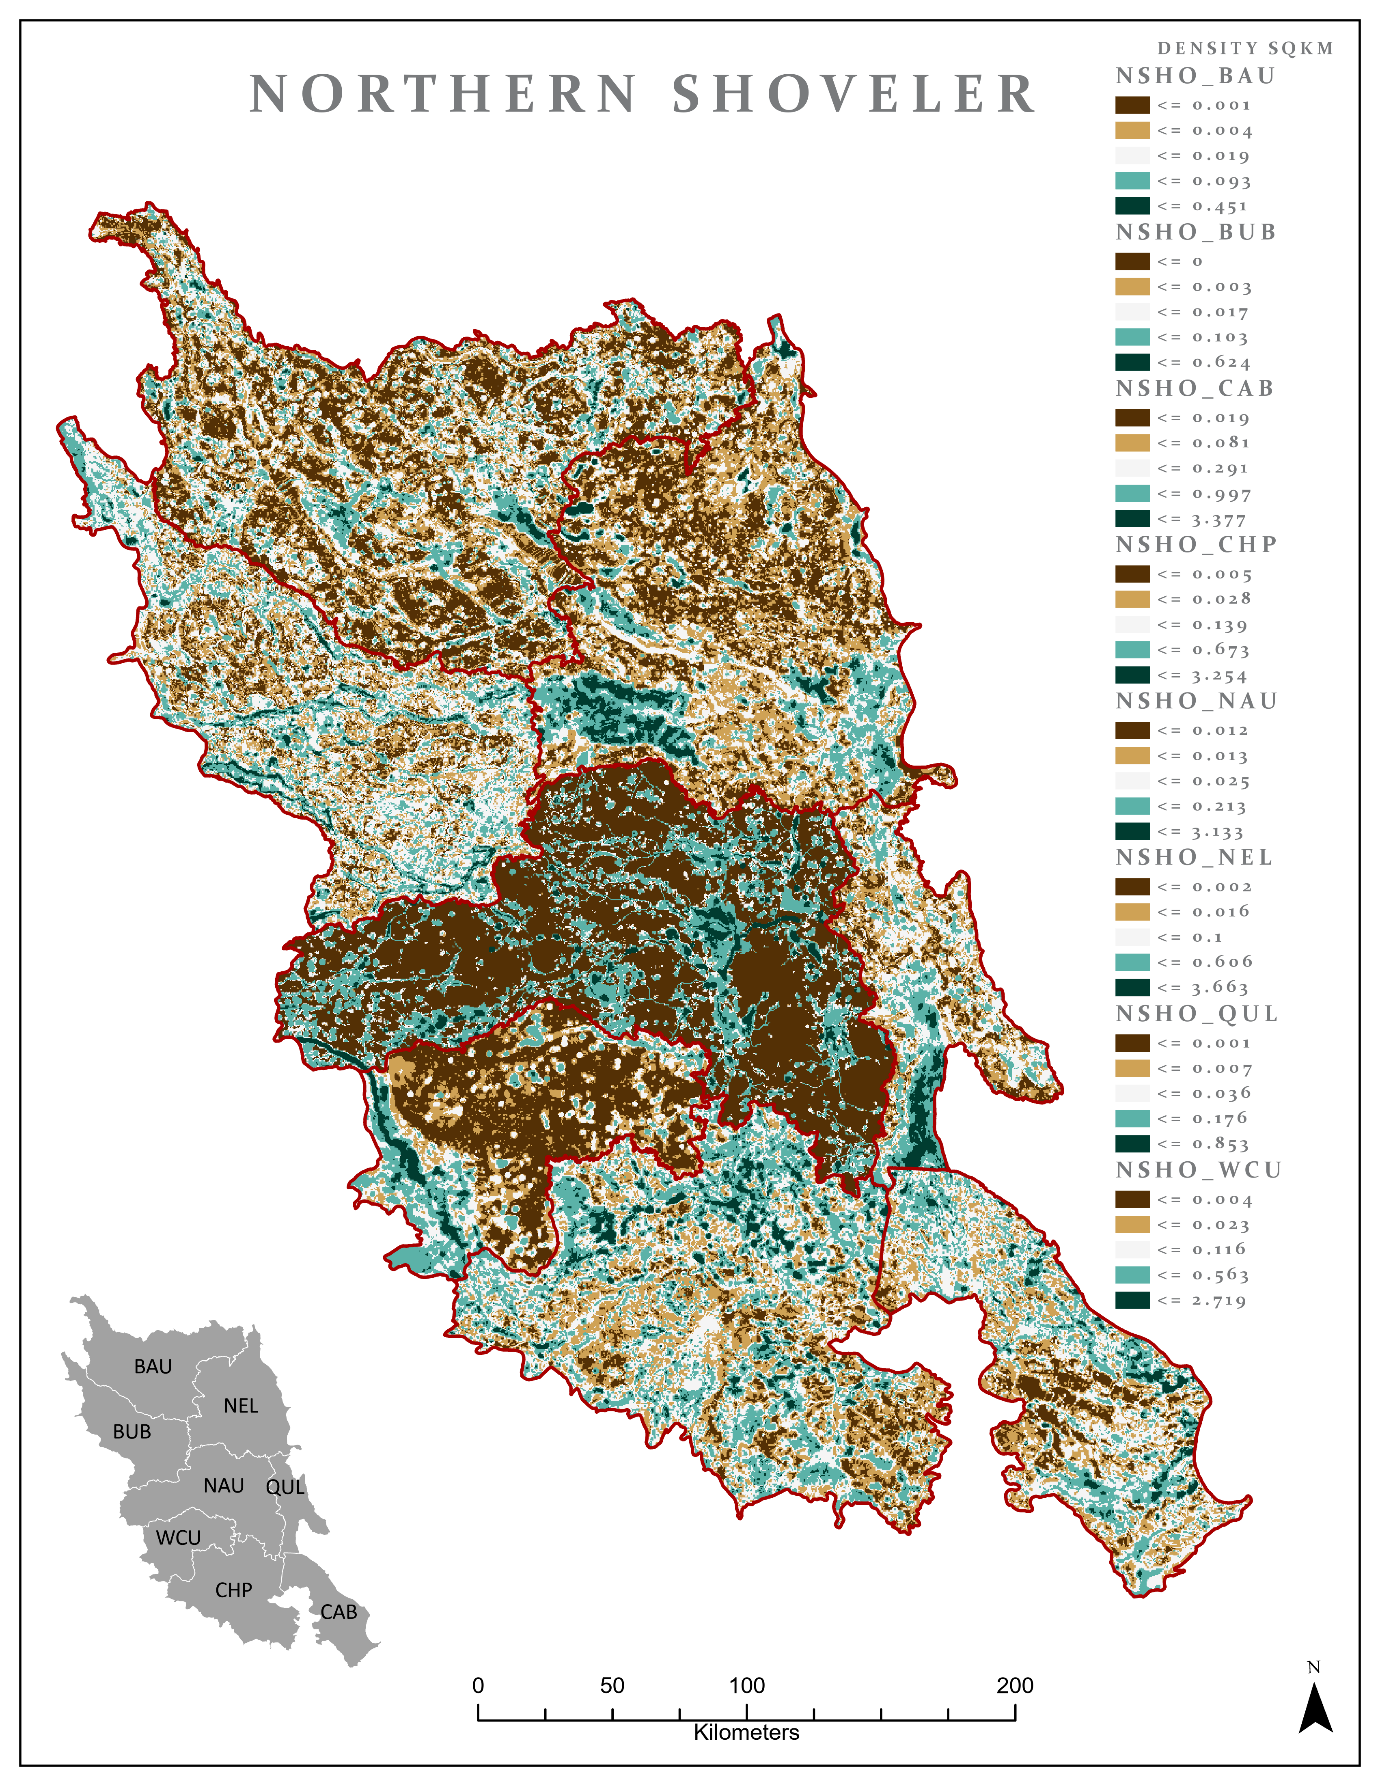 NORTHERN SHOVELER
DENSITY SQKM
NSHO_BAU
<= 0.001
<= 0.004
<= 0.019
<= 0.093
<= 0.451
NSHO_BUB
<= 0
<= 0.003
<= 0.017
<= 0.103
<= 0.624
NSHO_CAB
<= 0.019
<= 0.081
<= 0.291
<= 0.997
<= 3.377
NSHO_CHP
<= 0.005
<= 0.028
<= 0.139
<= 0.673
<= 3.254
NSHO_NAU
<= 0.012
<= 0.013
<= 0.025
<= 0.213
<= 3.133
NSHO_NEL
<= 0.002
<= 0.016
<= 0.1
<= 0.606
<= 3.663
NSHO_QUL
<= 0.001
<= 0.007
<= 0.036
<= 0.176
<= 0.853
NSHO_WCU
<= 0.004
<= 0.023
<= 0.116
<= 0.563
<= 2.719
BAU
NEL
BUB
NAU QUL
WCU
CHP
CAB
N
0 50 100 200
Kilometers